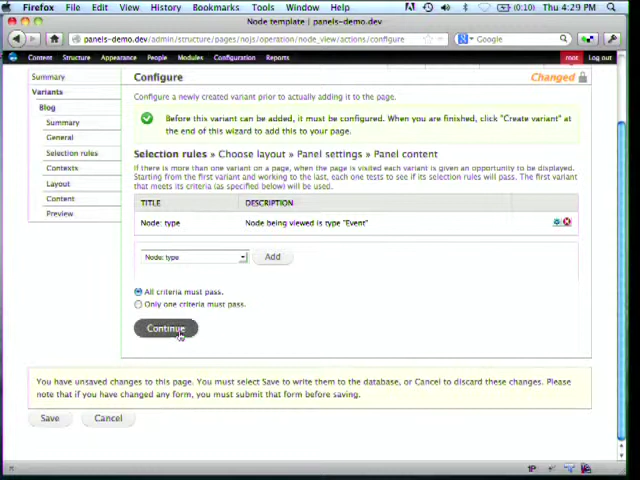 Firefox File Edit View History Bookmarks Tools Window Help (0:10) Thu 4:29 PM
Node template | panels-demo.dev
panels-demo.dev/admin/structure/pages/nojs/operation/node_view/actions/configure Google
Content Structure Appearance People Modules Configuration Reports root Log out
Summary
Variants
Blog
Summary
General
Selection rules
Contexts
Layout
Content
Preview
Configure Changed
Configure a newly created variant prior to actually adding it to the page.
Before this variant can be added, it must be configured. When you are finished, click "Create variant" at
the end of this wizard to add this to your page.
Selection rules » Choose layout » Panel settings » Panel content
If there is more than one variant on a page, when the page is visited each variant is given an opportunity to be displayed.
Starting from the first variant and working to the last, each one tests to see if its selection rules will pass. The first variant
that meets its criteria (as specified below) will be used.
TITLE DESCRIPTION
Node: type Node being viewed is type "Event"
Node: type Add
All criteria must pass.
Only one criteria must pass.
Continue
You have unsaved changes to this page. You must select Save to write them to the database, or Cancel to discard these changes. Please
note that if you have changed any form, you must submit that form before saving.
Save Cancel